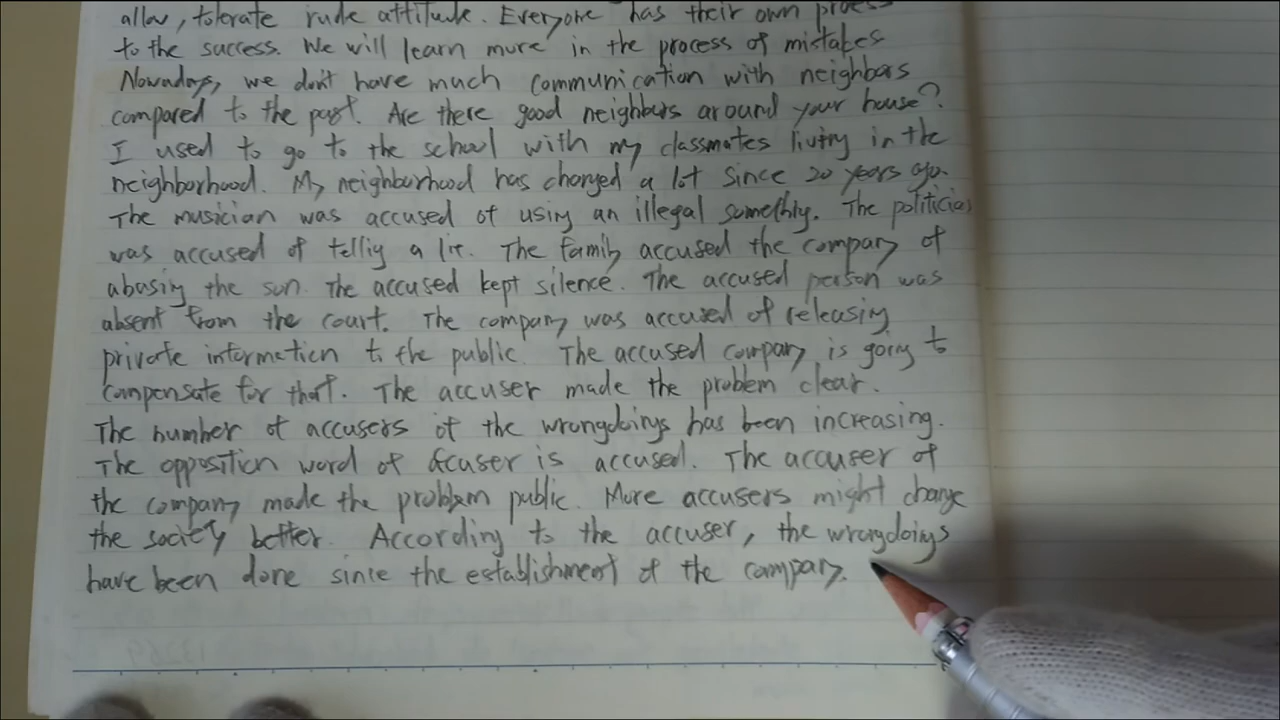 allow, tolerate rude attitude. Everyone has their own process
to the success. We will learn more in the process of mistakes
Nowadays, we don't have much communication with neighbors
compared to the past. Are there good neighbors around your house?
I used to go to the school with my classmates living in the
neighborhood. My neighborhood has changed a lot since 20 years ago.
The musician was accused of using an illegal something. The politician
was accused of telling a lie. The family accused the company of
abusing the son. The accused kept silence. The accused person was
absent from the court. The company was accused of releasing
private information to the public. The accused company is going to
compensate for that. The accuser made the problem clear.
The number of accusers of the wrongdoings has been increasing.
The opposition word of accuser is accused. The accuser of
the company made the problem public. More accusers might change
the society better. According to the accuser, the wrongdoings
have been done since the establishment of the company.